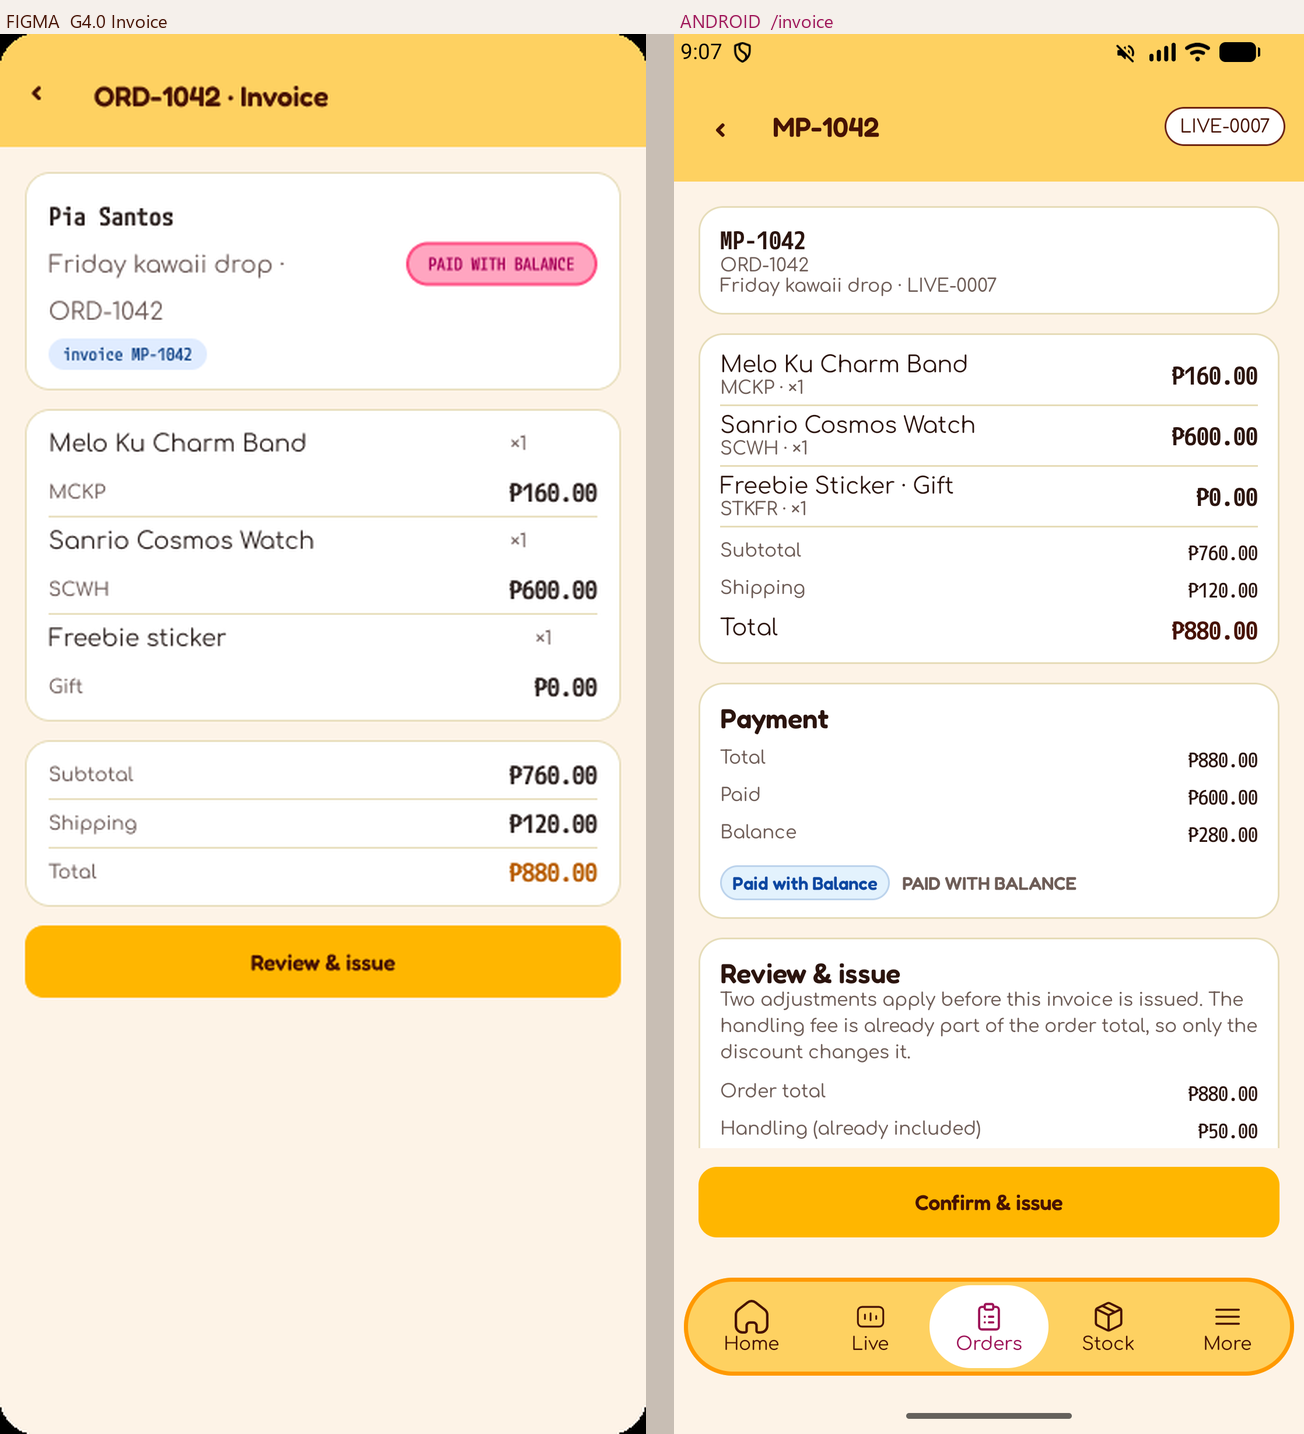 FIGMA G4.0 Invoice
ORD-1042 · Invoice
Pia Santos
Friday kawaii drop ·
ORD-1042
PAID WITH BALANCE
invoice MP-1042
Melo Ku Charm Band ×1
MCKP ₱160.00
Sanrio Cosmos Watch ×1
SCWH ₱600.00
Freebie sticker ×1
Gift ₱0.00
Subtotal ₱760.00
Shipping ₱120.00
Total ₱880.00
Review & issue
ANDROID /invoice
9:07
MP-1042
LIVE-0007
MP-1042
ORD-1042
Friday kawaii drop · LIVE-0007
Melo Ku Charm Band
MCKP · ×1
₱160.00
Sanrio Cosmos Watch
SCWH · ×1
₱600.00
Freebie Sticker · Gift
STKFR · ×1
₱0.00
Subtotal ₱760.00
Shipping ₱120.00
Total ₱880.00
Payment
Total ₱880.00
Paid ₱600.00
Balance ₱280.00
Paid with Balance PAID WITH BALANCE
Review & issue
Two adjustments apply before this invoice is issued. The
handling fee is already part of the order total, so only the
discount changes it.
Order total ₱880.00
Handling (already included) ₱50.00
Confirm & issue
Home Live Orders Stock More